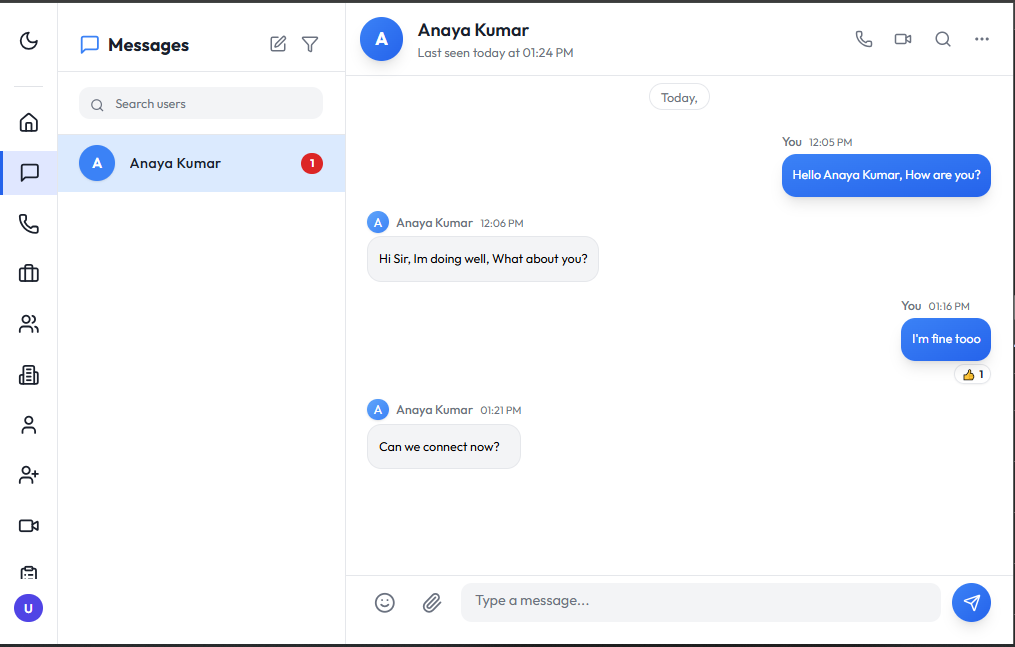 Messages
Search users
A
Anaya Kumar
1
U
A
Anaya Kumar
Last seen today at 01:24 PM
Today,
You 12:05 PM
Hello Anaya Kumar, How are you?
A Anaya Kumar 12:06 PM
Hi Sir, Im doing well, What about you?
You 01:16 PM
I'm fine tooo
👍 1
A Anaya Kumar 01:21 PM
Can we connect now?
Type a message...